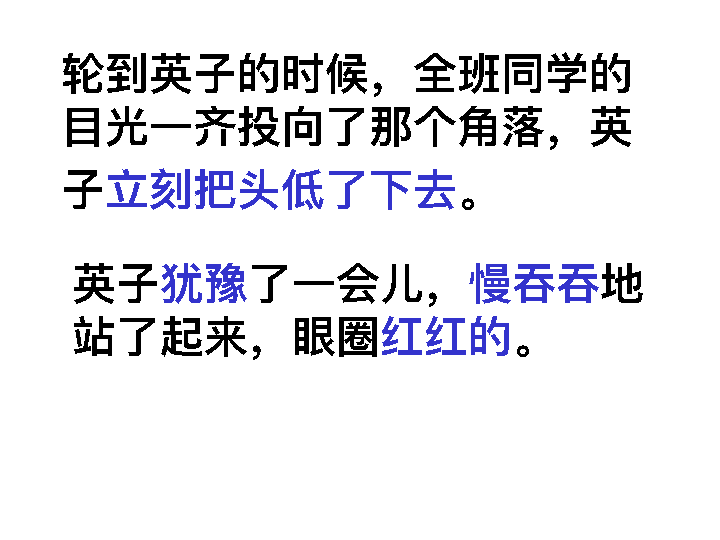 轮到英子的时候，全班同学的
目光一齐投向了那个角落，英
子立刻把头低了下去。
英子犹豫了一会儿，慢吞吞地
站了起来，眼圈红红的。